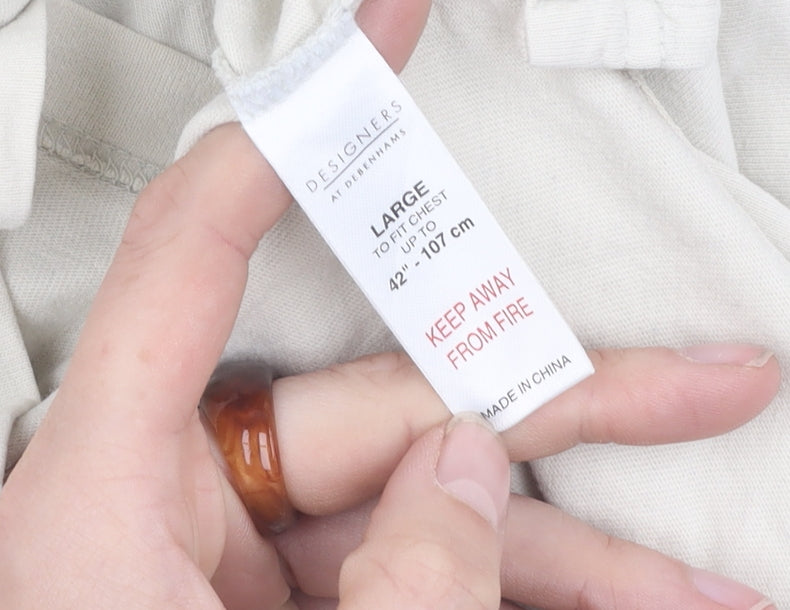 DESIGNERS
AT DEBENHAMS
LARGE
TO FIT CHEST
UP TO
42" - 107 cm
KEEP AWAY
FROM FIRE
MADE IN CHINA